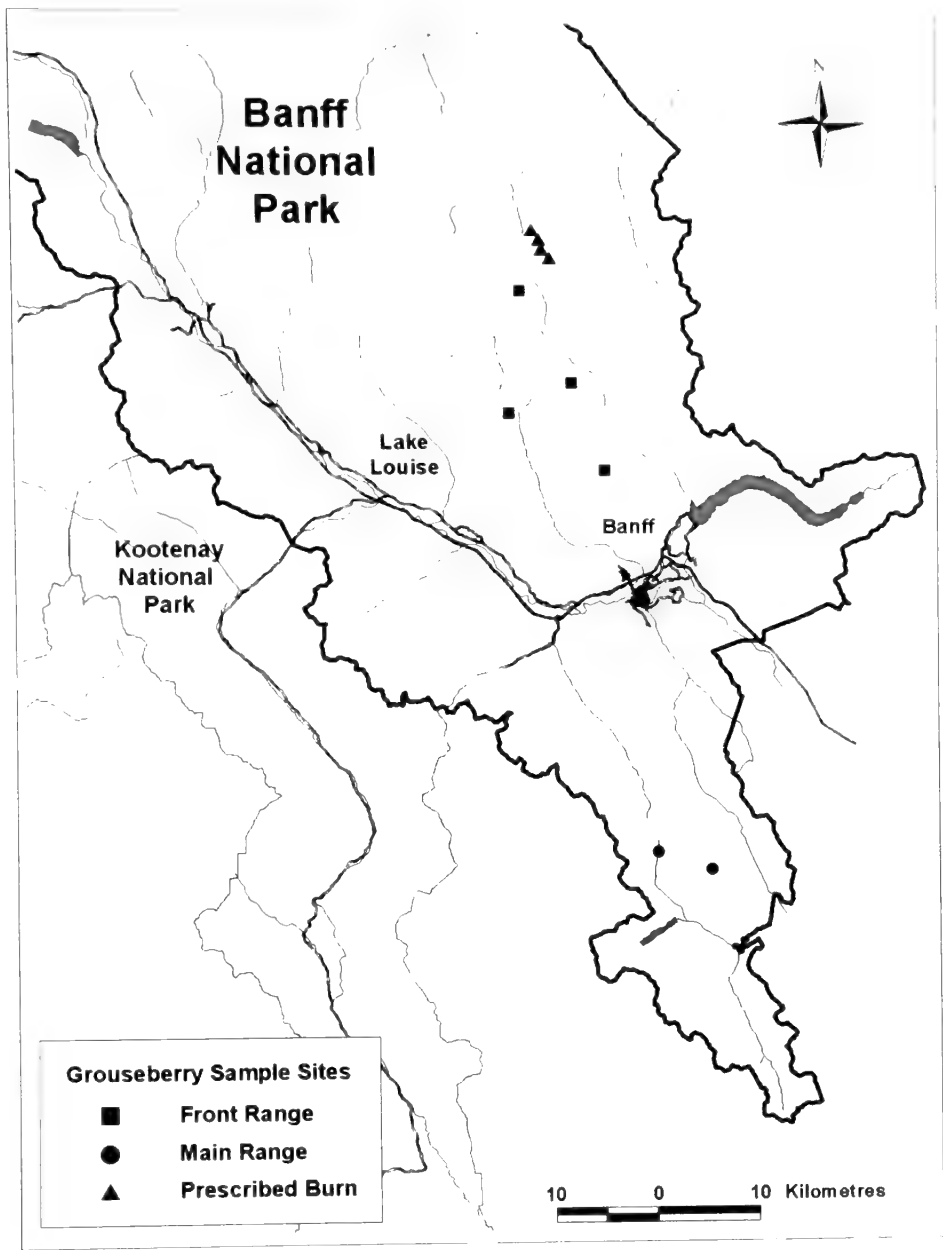 Banff
National
Park
N
Lake
Louise
Banff
Kootenay
National
Park
Grouseberry Sample Sites
Front Range
Main Range
Prescribed Burn
10 0 10 Kilometres